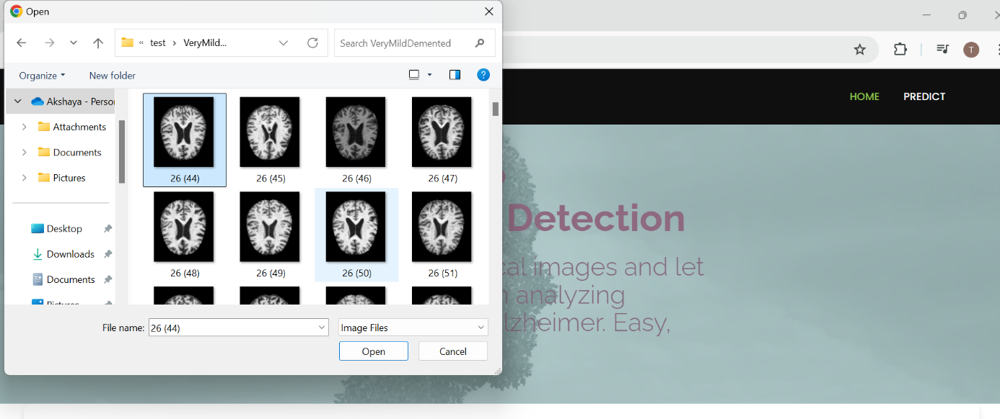 Open
« test › VeryMild...
Search VeryMildDemented
Organize
New folder
?
Akshaya - Perso
Attachments
Documents
Pictures
Desktop
Downloads
Documents
Pictures
26 (44)
26 (45)
26 (46)
26 (47)
26 (48)
26 (49)
26 (50)
26 (51)
File name: 26 (44)
Image Files
Open
Cancel
T
HOME
PREDICT
Detection
cal images and let
analyzing
lzheimer. Easy,